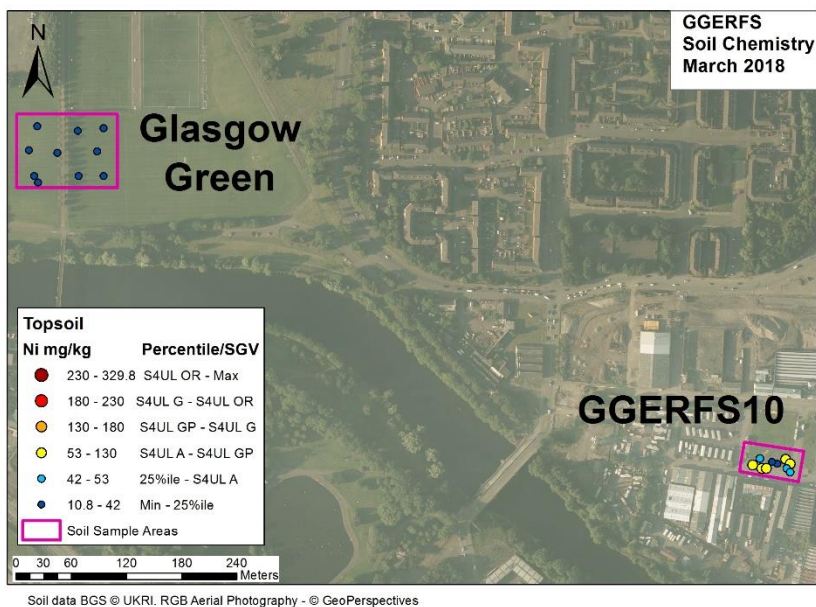 GGERFS
Soil Chemistry
March 2018
N
Glasgow
Green
GGERFS10
Topsoil
Ni mg/kg Percentile/SGV
230 - 329.8 S4UL OR - Max
180 - 230 S4UL G - S4UL OR
130 - 180 S4UL GP - S4UL G
53 - 130 S4UL A - S4UL GP
42 - 53 25%ile - S4UL A
10.8 - 42 Min - 25%ile
Soil Sample Areas
0 30 60 120 180 240
Meters
Soil data BGS © UKRI. RGB Aerial Photography - © GeoPerspectives